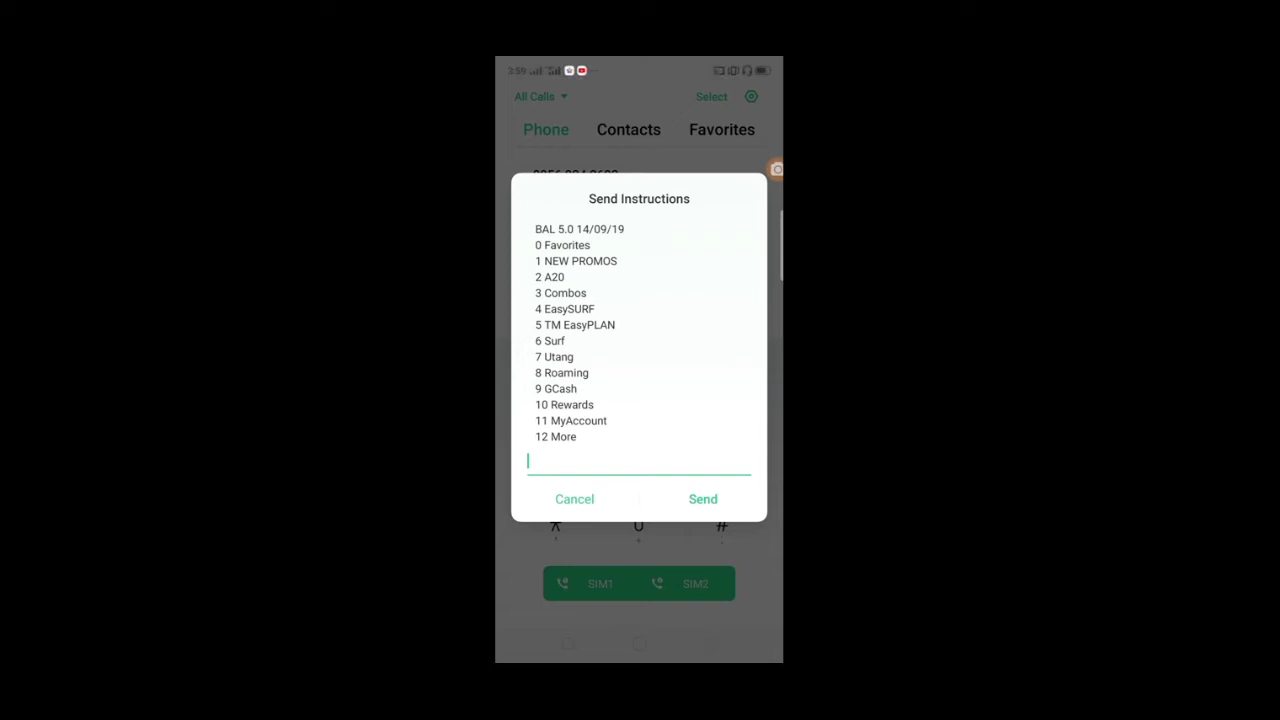 2:59
All Calls
Select
Phone
Contacts
Favorites
Send Instructions
BAL 5.0 14/09/19
0 Favorites
1 NEW PROMOS
2 A20
3 Combos
4 EasySURF
5 TM EasyPLAN
6 Surf
7 Utang
8 Roaming
9 GCash
10 Rewards
11 MyAccount
12 More
Cancel
Send
#
SIM1
SIM2